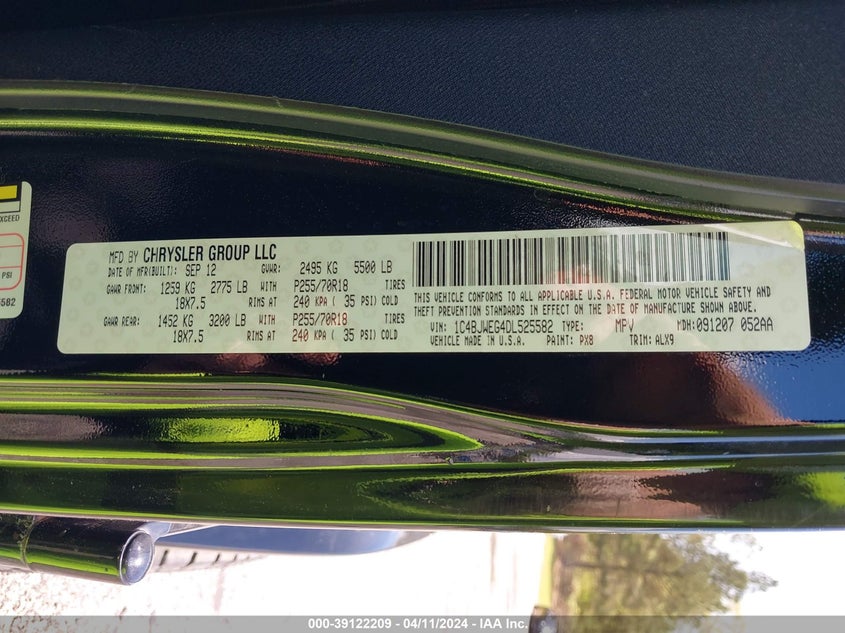 EXCEED
PSI
5582
MFD BY CHRYSLER GROUP LLC
DATE OF MFR(BUILT): SEP 12 GVWR: 2495 KG 5500 LB
GAWR FRONT: 1259 KG 2775 LB WITH P255/70R18 TIRES
18X7.5 RIMS AT 240 KPA ( 35 PSI) COLD
GAWR REAR: 1452 KG 3200 LB WITH P255/70R18 TIRES
18X7.5 RIMS AT 240 KPA ( 35 PSI) COLD
THIS VEHICLE CONFORMS TO ALL APPLICABLE U.S.A. FEDERAL MOTOR VEHICLE SAFETY AND
THEFT PREVENTION STANDARDS IN EFFECT ON THE DATE OF MANUFACTURE SHOWN ABOVE.
VIN: 1C4BJWEG4DL525582 TYPE: MPV MDH: 091207 052AA
VEHICLE MADE IN U.S.A. PAINT: PX8 TRIM: ALX9
000-39122209 - 04/11/2024 - IAA Inc.